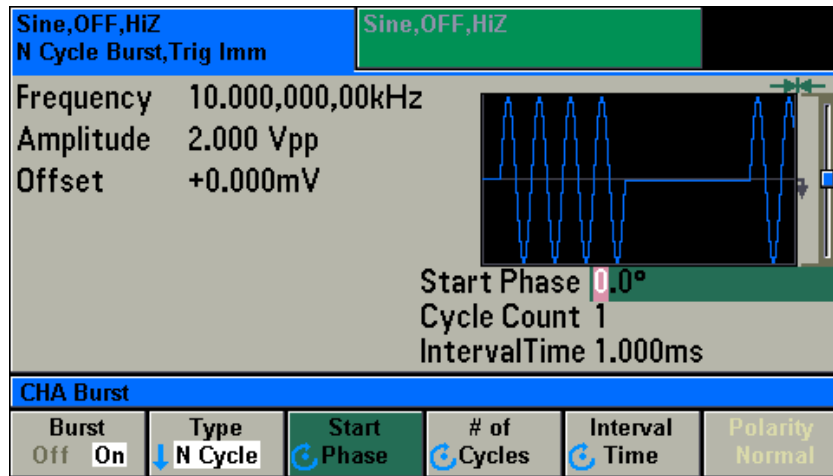 Sine,OFF,HiZ
N Cycle Burst,Trig Imm
Sine,OFF,HiZ
Frequency 10.000,000,00kHz
Amplitude 2.000 Vpp
Offset +0.000mV
Start Phase 0.0°
Cycle Count 1
IntervalTime 1.000ms
CHA Burst
Burst
Off On
Type
N Cycle
Start
Phase
# of
Cycles
Interval
Time
Polarity
Normal